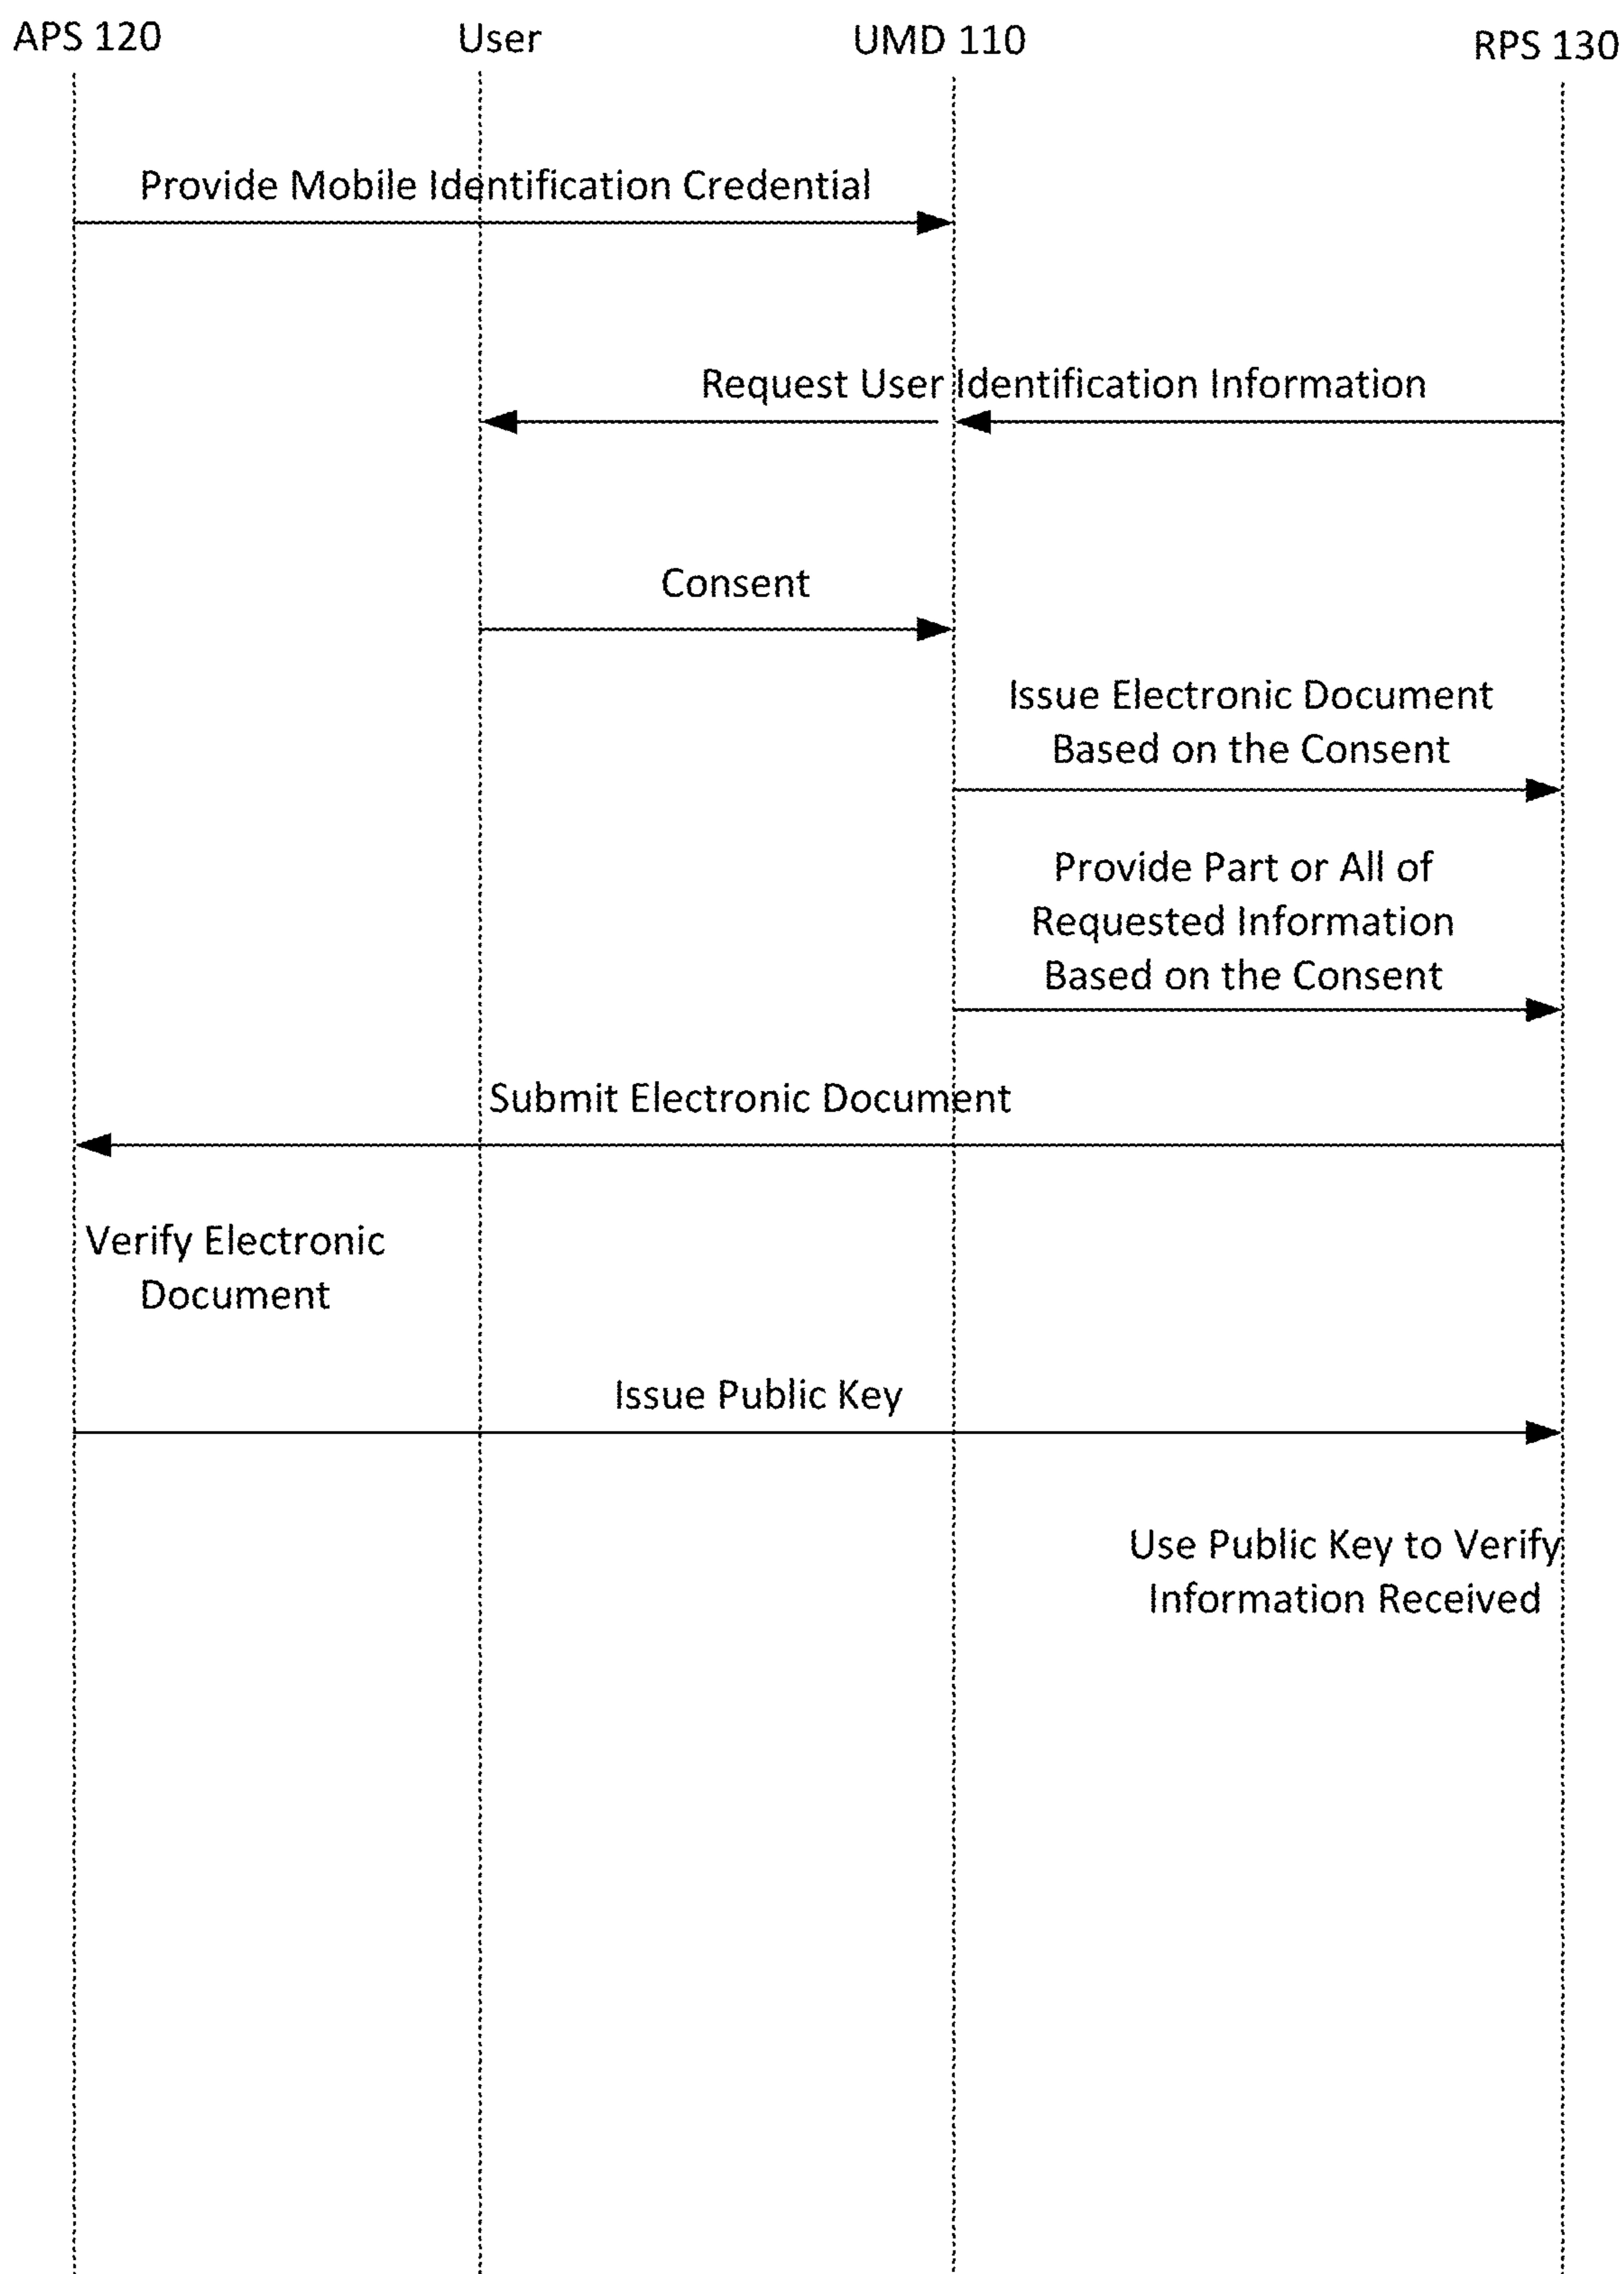 APS 120
User
UMD 110
RPS 130
Provide Mobile Identification Credential
Request User Identification Information
Consent
Issue Electronic Document
Based on the Consent
Provide Part or All of
Requested Information
Based on the Consent
Submit Electronic Document
Verify Electronic
Document
Issue Public Key
Use Public Key to Verify
Information Received